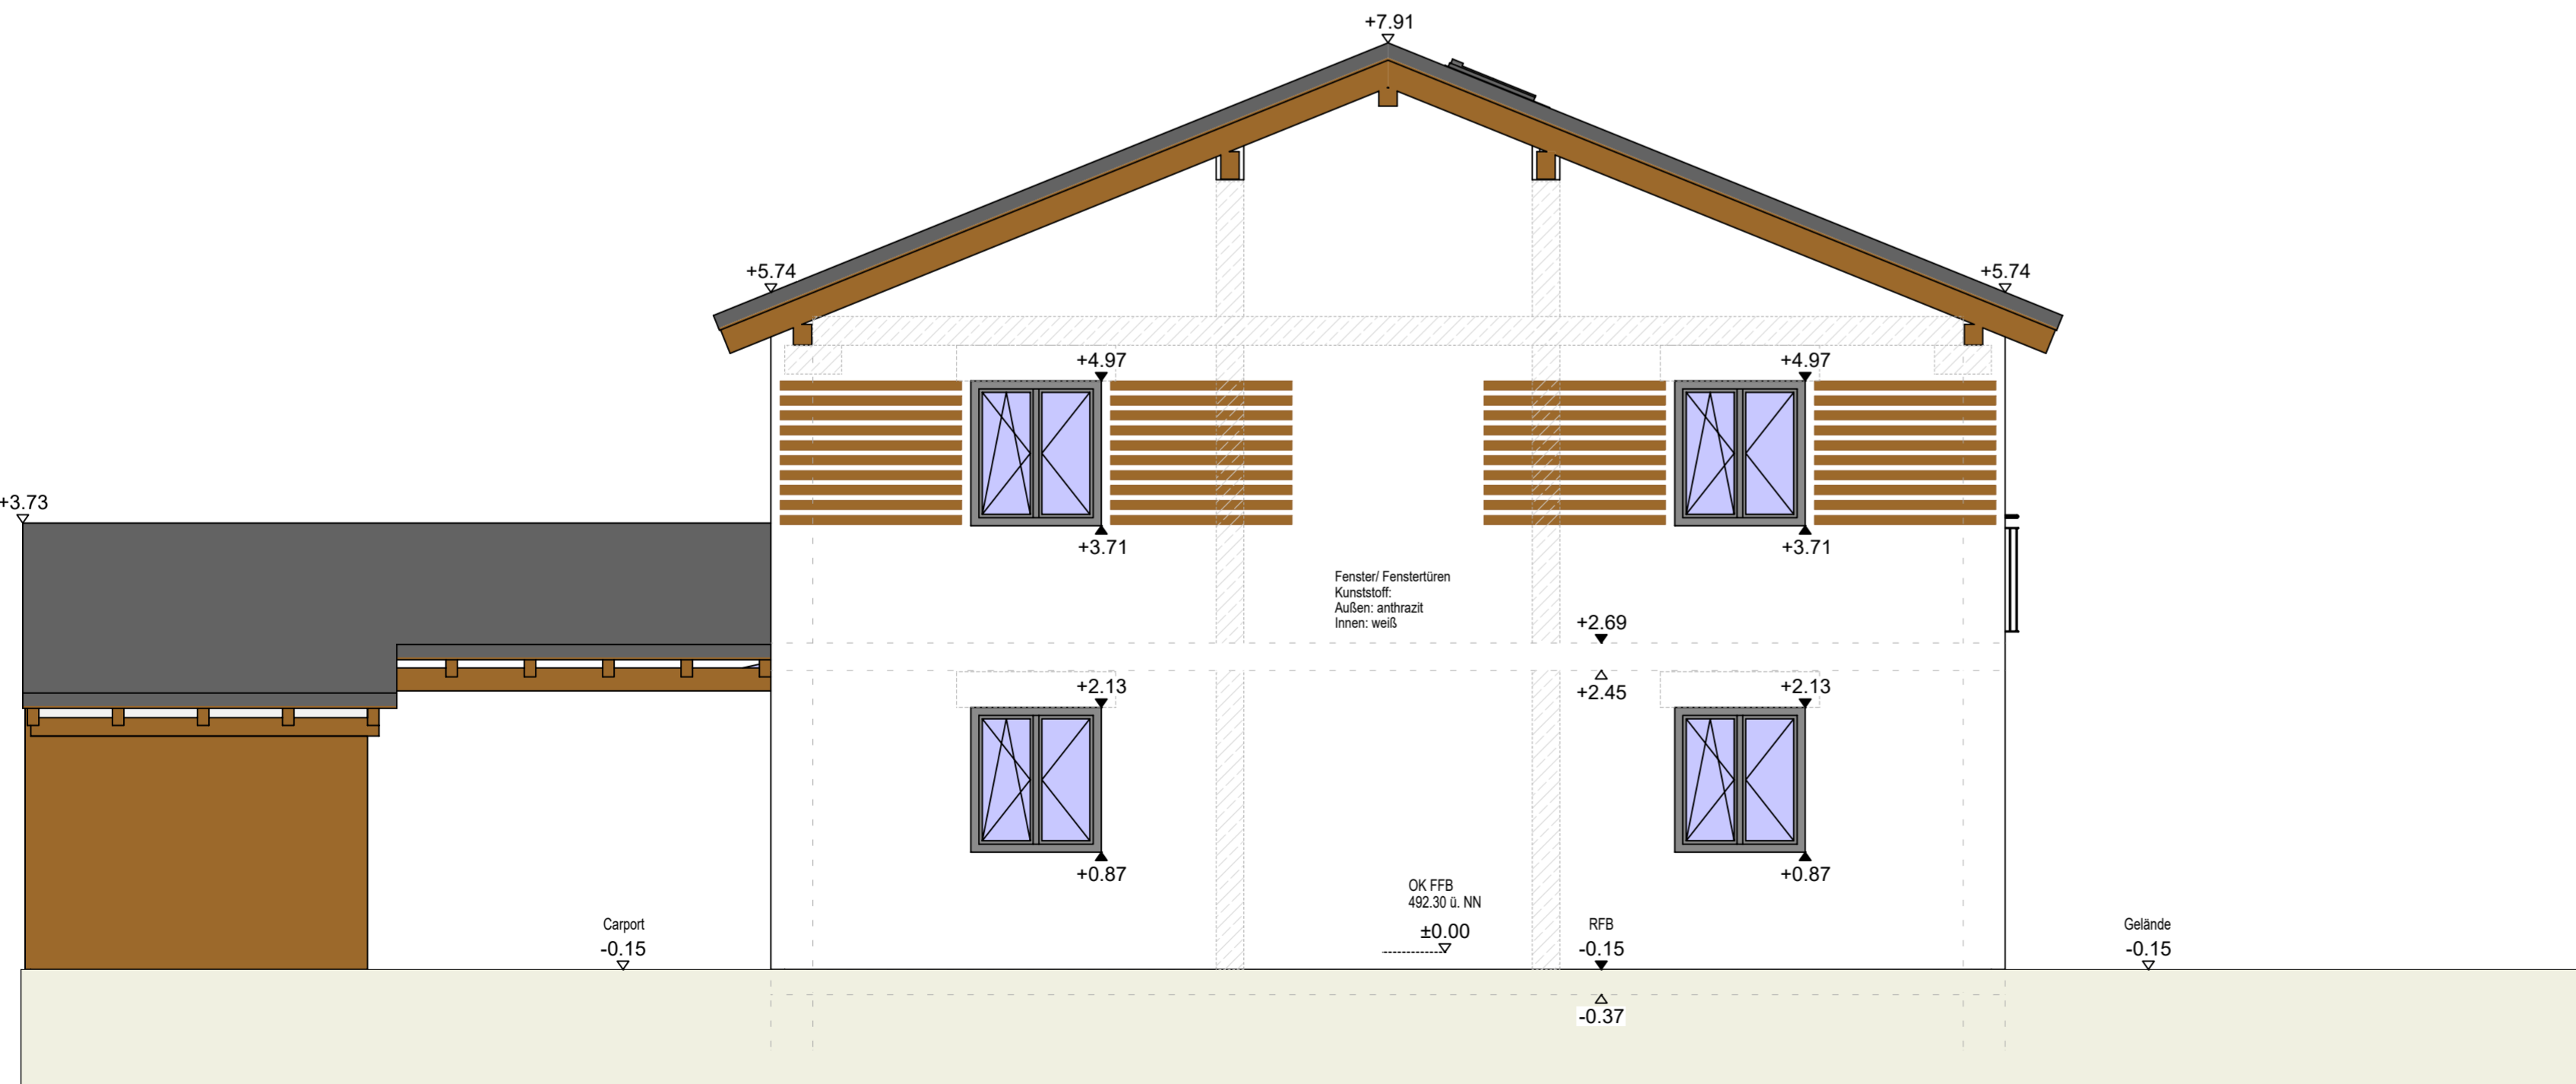 +7.91
+5.74
+5.74
+4.97
+4.97
+3.73
+3.71
+3.71
Fenster/ Fenstertüren
Kunststoff:
Außen: anthrazit
Innen: weiß
+2.69
+2.45
+2.13
+2.13
+0.87
+0.87
OK FFB
492.30 ü. NN
±0.00
Carport
-0.15
RFB
-0.15
Gelände
-0.15
-0.37